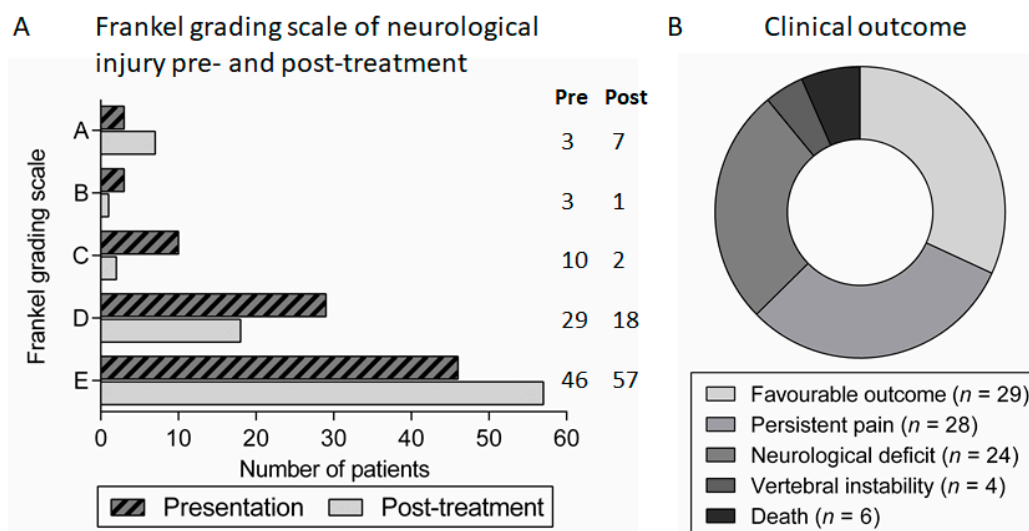 A Frankel grading scale of neurological
injury pre- and post-treatment
Pre Post
A 3 7
B 3 1
C 10 2
D 29 18
E 46 57
Frankel grading scale
0 10 20 30 40 50 60
Number of patients
Presentation Post-treatment
B Clinical outcome
Favourable outcome (n = 29)
Persistent pain (n = 28)
Neurological deficit (n = 24)
Vertebral instability (n = 4)
Death (n = 6)